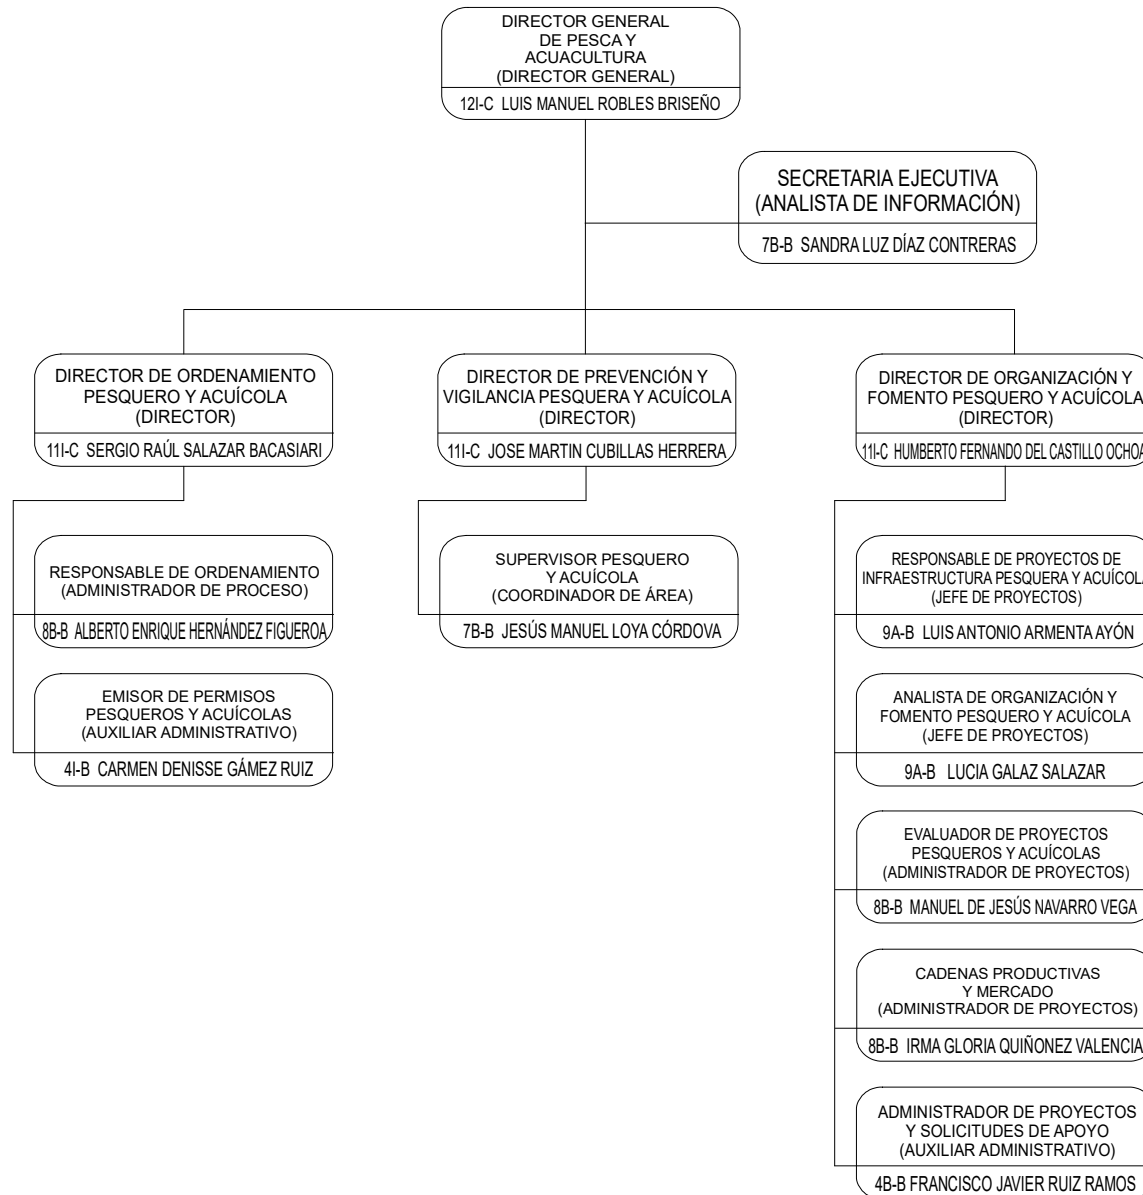 DIRECTOR GENERAL
DE PESCA Y
ACUACULTURA
(DIRECTOR GENERAL)
12I-C LUIS MANUEL ROBLES BRISEÑO
SECRETARIA EJECUTIVA
(ANALISTA DE INFORMACIÓN)
7B-B SANDRA LUZ DÍAZ CONTRERAS
DIRECTOR DE ORDENAMIENTO
PESQUERO Y ACUÍCOLA
(DIRECTOR)
11I-C SERGIO RAÚL SALAZAR BACASIARI
RESPONSABLE DE ORDENAMIENTO
(ADMINISTRADOR DE PROCESO)
8B-B ALBERTO ENRIQUE HERNÁNDEZ FIGUEROA
EMISOR DE PERMISOS
PESQUEROS Y ACUÍCOLAS
(AUXILIAR ADMINISTRATIVO)
4I-B CARMEN DENISSE GÁMEZ RUIZ
DIRECTOR DE PREVENCIÓN Y
VIGILANCIA PESQUERA Y ACUÍCOLA
(DIRECTOR)
11I-C JOSE MARTIN CUBILLAS HERRERA
SUPERVISOR PESQUERO
Y ACUÍCOLA
(COORDINADOR DE ÁREA)
7B-B JESÚS MANUEL LOYA CÓRDOVA
DIRECTOR DE ORGANIZACIÓN Y
FOMENTO PESQUERO Y ACUÍCOLA
(DIRECTOR)
11I-C HUMBERTO FERNANDO DEL CASTILLO OCHOA
RESPONSABLE DE PROYECTOS DE
INFRAESTRUCTURA PESQUERA Y ACUÍCOLA
(JEFE DE PROYECTOS)
9A-B LUIS ANTONIO ARMENTA AYÓN
ANALISTA DE ORGANIZACIÓN Y
FOMENTO PESQUERO Y ACUÍCOLA
(JEFE DE PROYECTOS)
9A-B LUCIA GALAZ SALAZAR
EVALUADOR DE PROYECTOS
PESQUEROS Y ACUÍCOLAS
(ADMINISTRADOR DE PROYECTOS)
8B-B MANUEL DE JESÚS NAVARRO VEGA
CADENAS PRODUCTIVAS
Y MERCADO
(ADMINISTRADOR DE PROYECTOS)
8B-B IRMA GLORIA QUIÑONEZ VALENCIA
ADMINISTRADOR DE PROYECTOS
Y SOLICITUDES DE APOYO
(AUXILIAR ADMINISTRATIVO)
4B-B FRANCISCO JAVIER RUIZ RAMOS